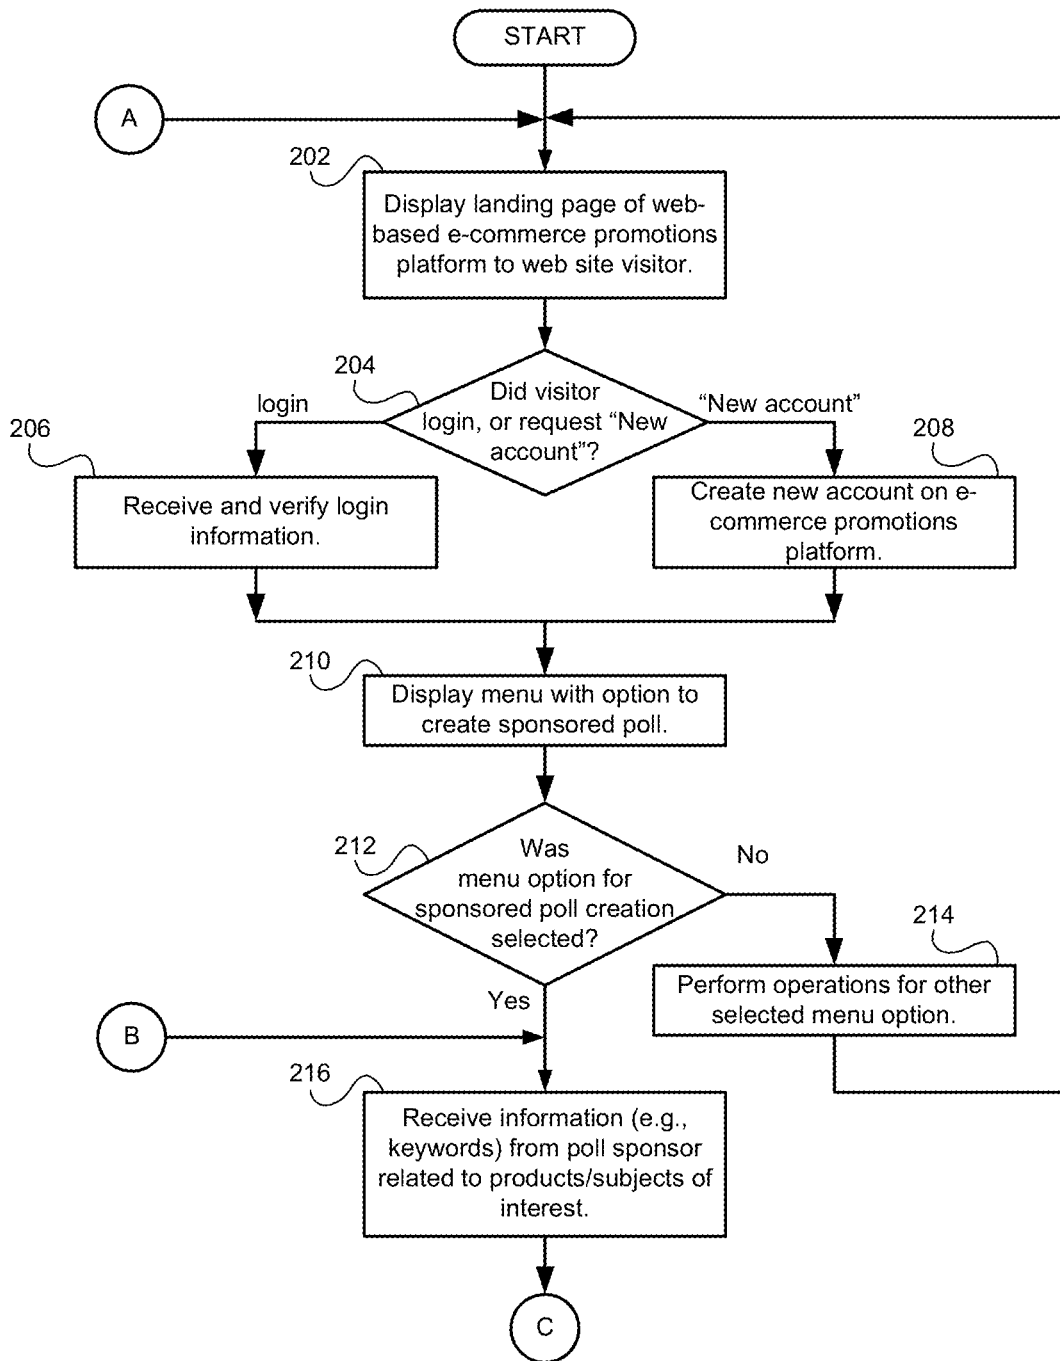 START
A
202
Display landing page of web-
based e-commerce promotions
platform to web site visitor.
204
Did visitor
login, or request “New
account”?
login
“New account”
206
Receive and verify login
information.
208
Create new account on e-
commerce promotions
platform.
210
Display menu with option to
create sponsored poll.
212
Was
menu option for
sponsored poll creation
selected?
No
214
Perform operations for other
selected menu option.
Yes
B
216
Receive information (e.g.,
keywords) from poll sponsor
related to products/subjects of
interest.
C